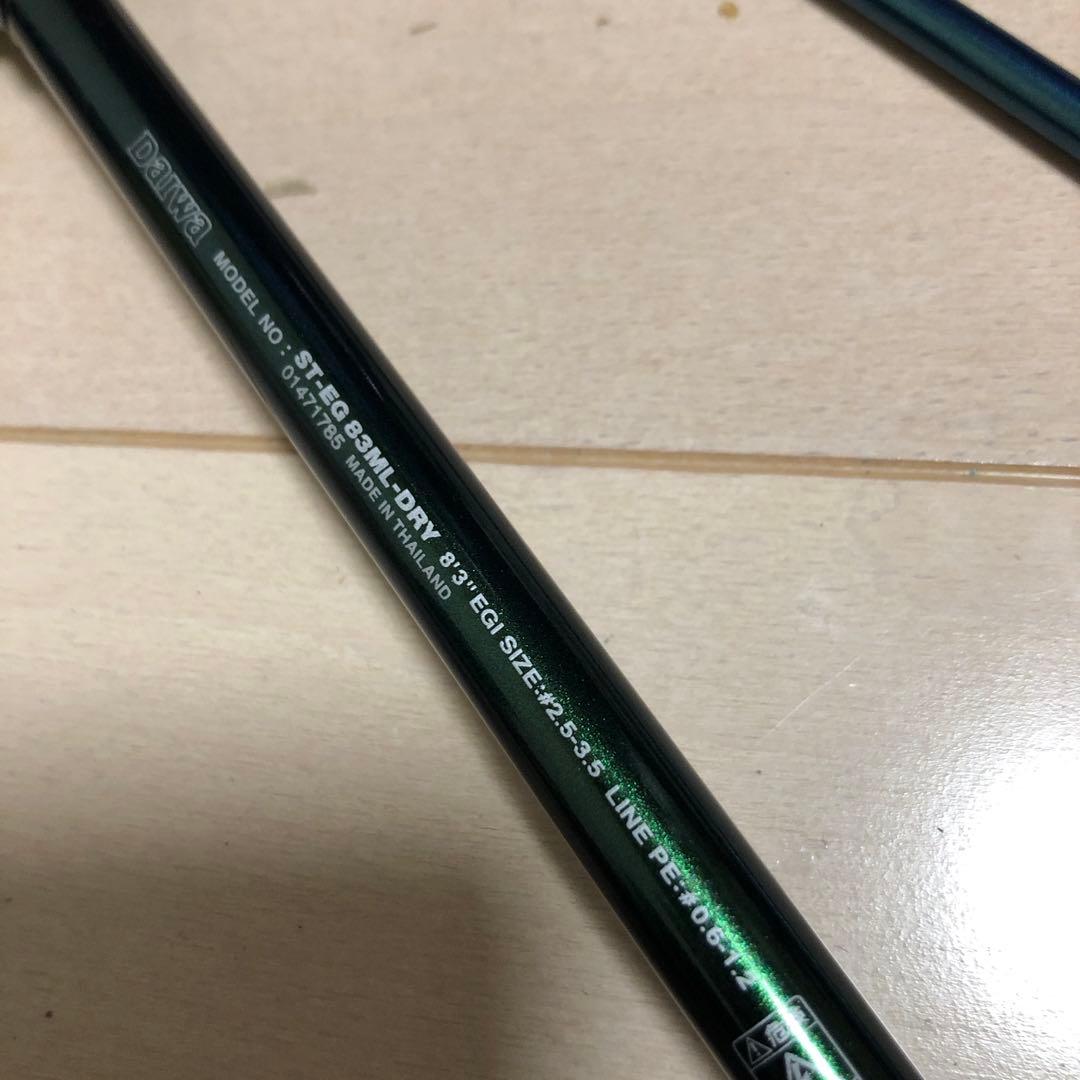 Daiwa MODEL NO : ST-EG 83ML-DRY 8'3" EGI SIZE:#2.5-3.5 LINE PE:#0.6-1.2
01471785 MADE IN THAILAND